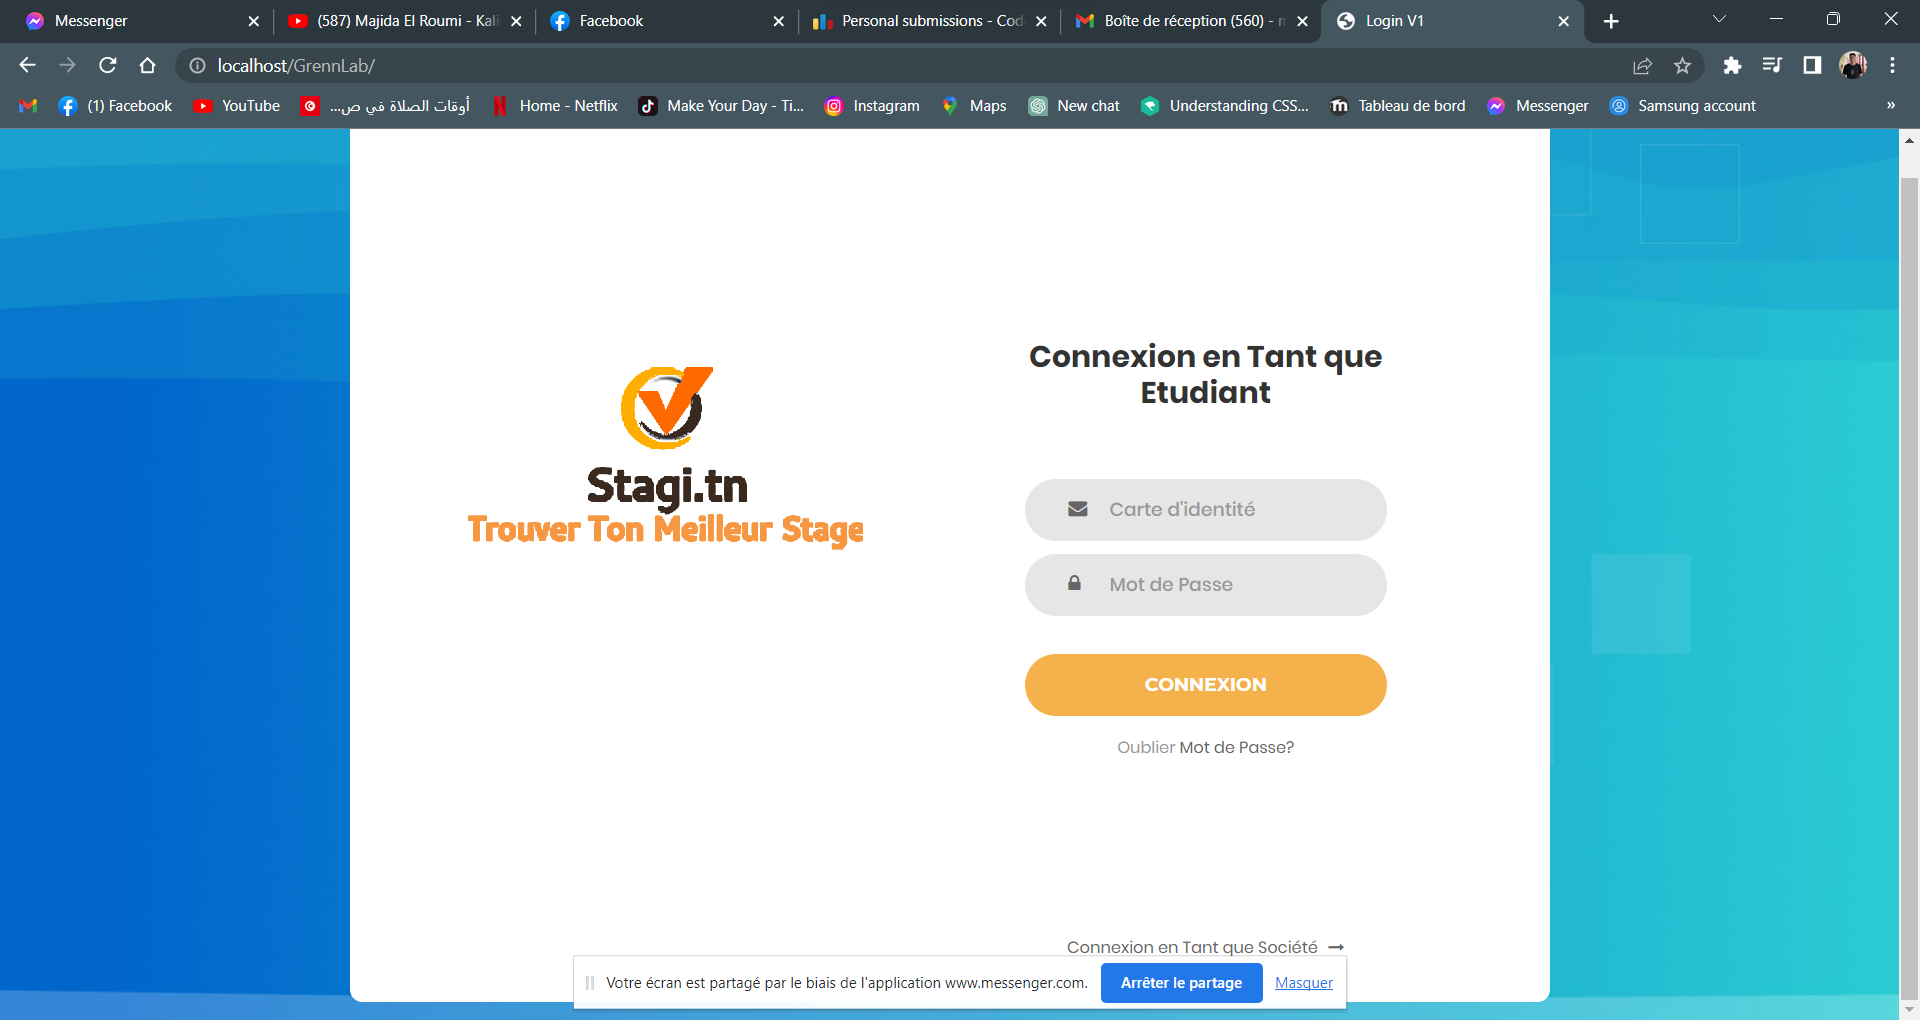 Messenger
(587) Majida El Roumi - Kali
Facebook
Personal submissions - Cod
Boîte de réception (560) - m
Login V1
localhost/GrennLab/
(1) Facebook
YouTube
أوقات الصلاة في ص...
Home - Netflix
Make Your Day - Ti...
Instagram
Maps
New chat
Understanding CSS...
Tableau de bord
Messenger
Samsung account
»
Stagi.tn
Trouver Ton Meilleur Stage
Connexion en Tant que
Etudiant
Carte d'identité
Mot de Passe
CONNEXION
Oublier Mot de Passe?
Connexion en Tant que Société →
Votre écran est partagé par le biais de l'application www.messenger.com.
Arrêter le partage
Masquer